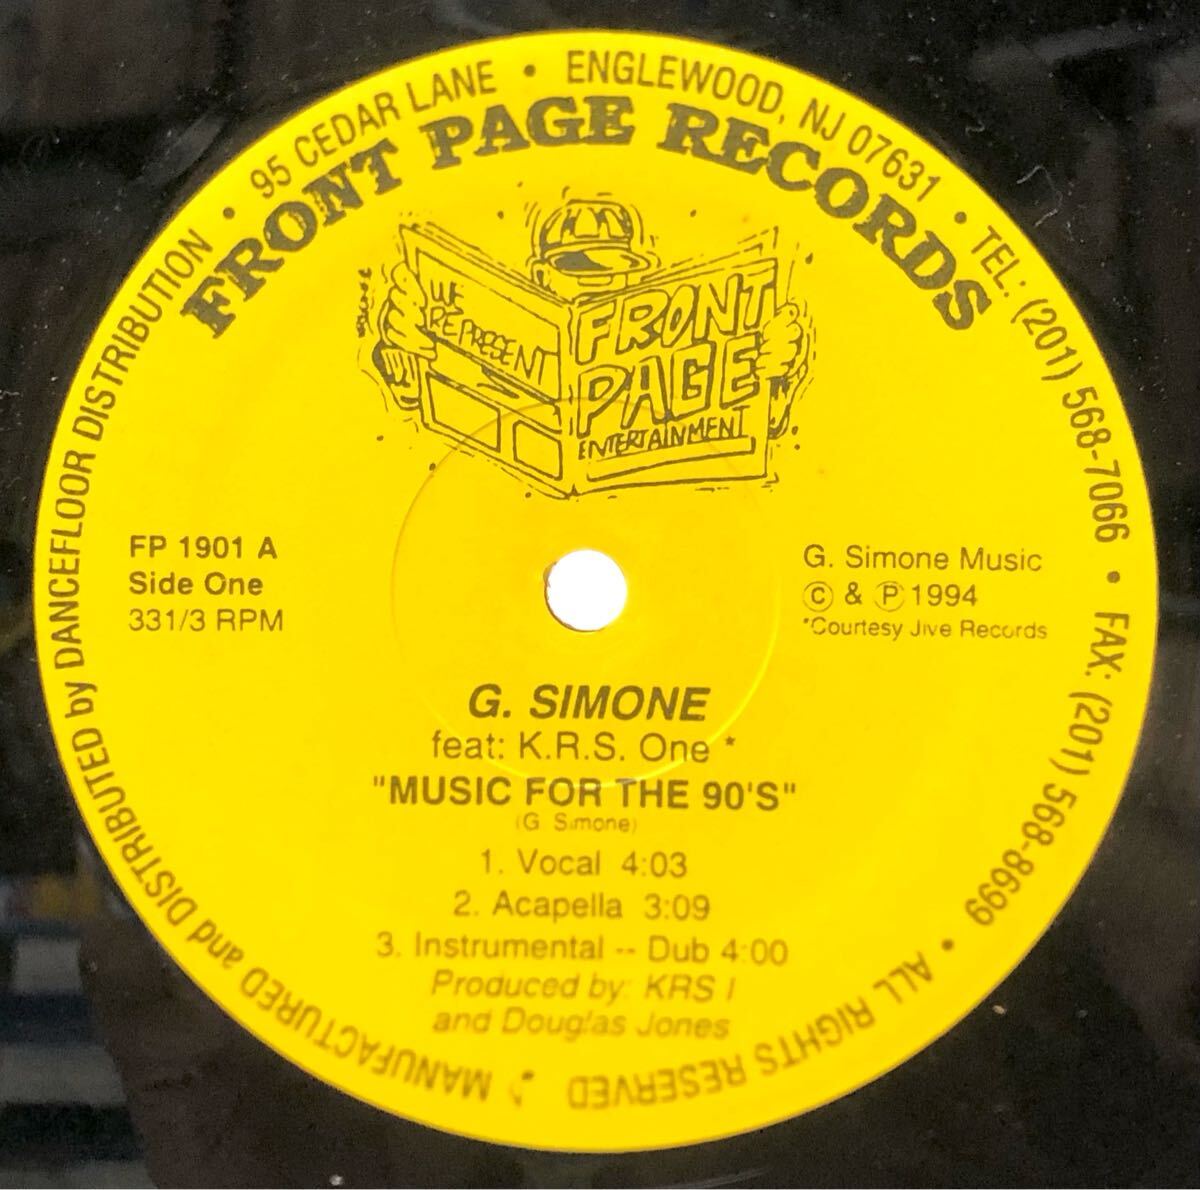 MANUFACTURED and DISTRIBUTED by DANCEFLOOR DISTRIBUTION • 95 CEDAR LANE • ENGLEWOOD, NJ 07631 • TEL: (201) 568-7066 • FAX: (201) 568-8699 • ALL RIGHTS RESERVED
FRONT PAGE RECORDS
WE
REPRESENT
FRONT
PAGE
ENTERTAINMENT
FP 1901 A
Side One
331/3 RPM
G. Simone Music
© & ℗ 1994
*Courtesy Jive Records
G. SIMONE
feat: K.R.S. One *
"MUSIC FOR THE 90'S"
(G. Simone)
1. Vocal 4:03
2. Acapella 3:09
3. Instrumental -- Dub 4:00
Produced by: KRS I
and Douglas Jones